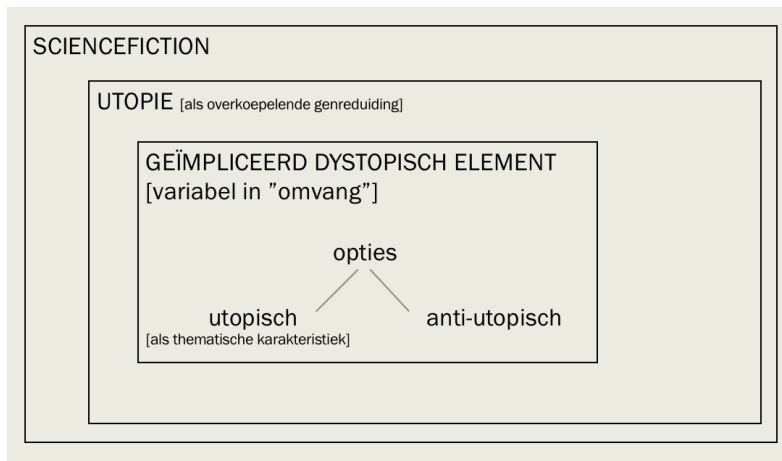 SCIENCEFICTION
UTOPIE [als overkoepelende genreduiding]
GEÏMPLICEERD DYSTOPISCH ELEMENT
[variabel in ”omvang”]
opties
utopisch anti-utopisch
[als thematische karakteristiek]